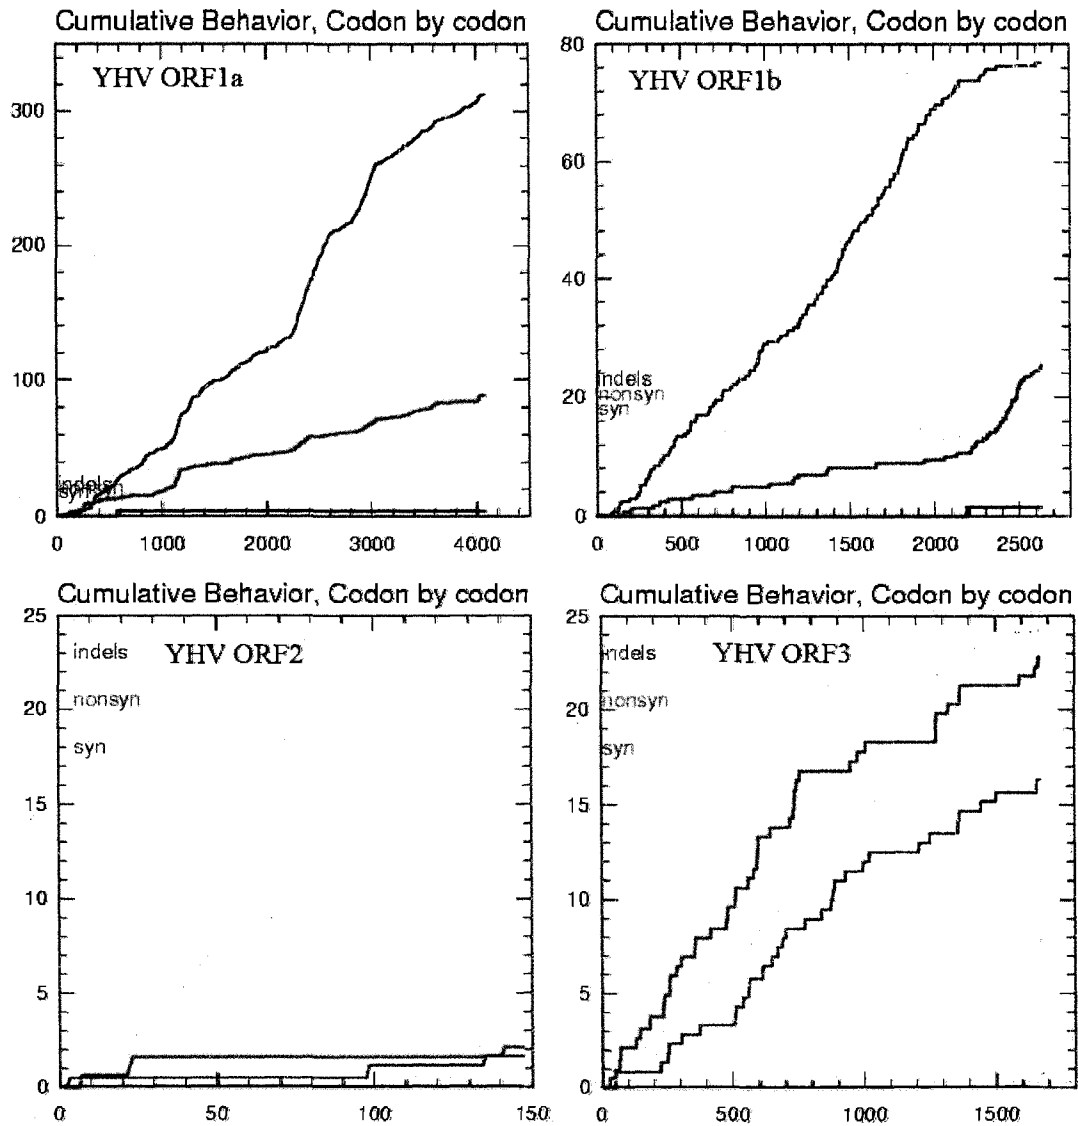 Cumulative Behavior, Codon by codon
YHV ORF1a
300
200
100
0
indels
nonsyn
syn
0 1000 2000 3000 4000
Cumulative Behavior, Codon by codon
YHV ORF1b
80
60
40
20
0
indels
nonsyn
syn
0 500 1000 1500 2000 2500
Cumulative Behavior, Codon by codon
YHV ORF2
25
20
15
10
5
0
indels
nonsyn
syn
0 50 100 150
Cumulative Behavior, Codon by codon
YHV ORF3
25
20
15
10
5
0
indels
nonsyn
syn
0 500 1000 1500